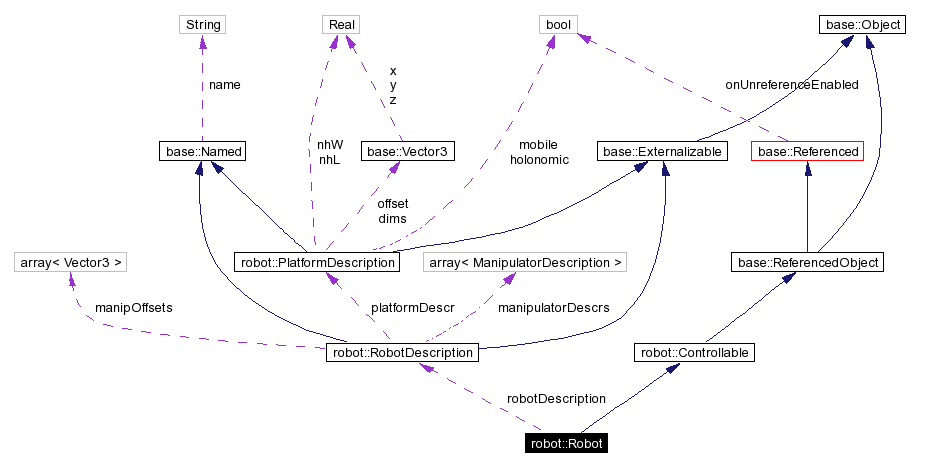 String
Real
bool
base::Object
name
x
y
z
onUnreferenceEnabled
nhW
nhL
mobile
holonomic
base::Named
base::Vector3
base::Externalizable
base::Referenced
offset
dims
array< Vector3 >
robot::PlatformDescription
array< ManipulatorDescription >
base::ReferencedObject
manipOffsets
platformDescr
manipulatorDescrs
robot::RobotDescription
robot::Controllable
robotDescription
robot::Robot